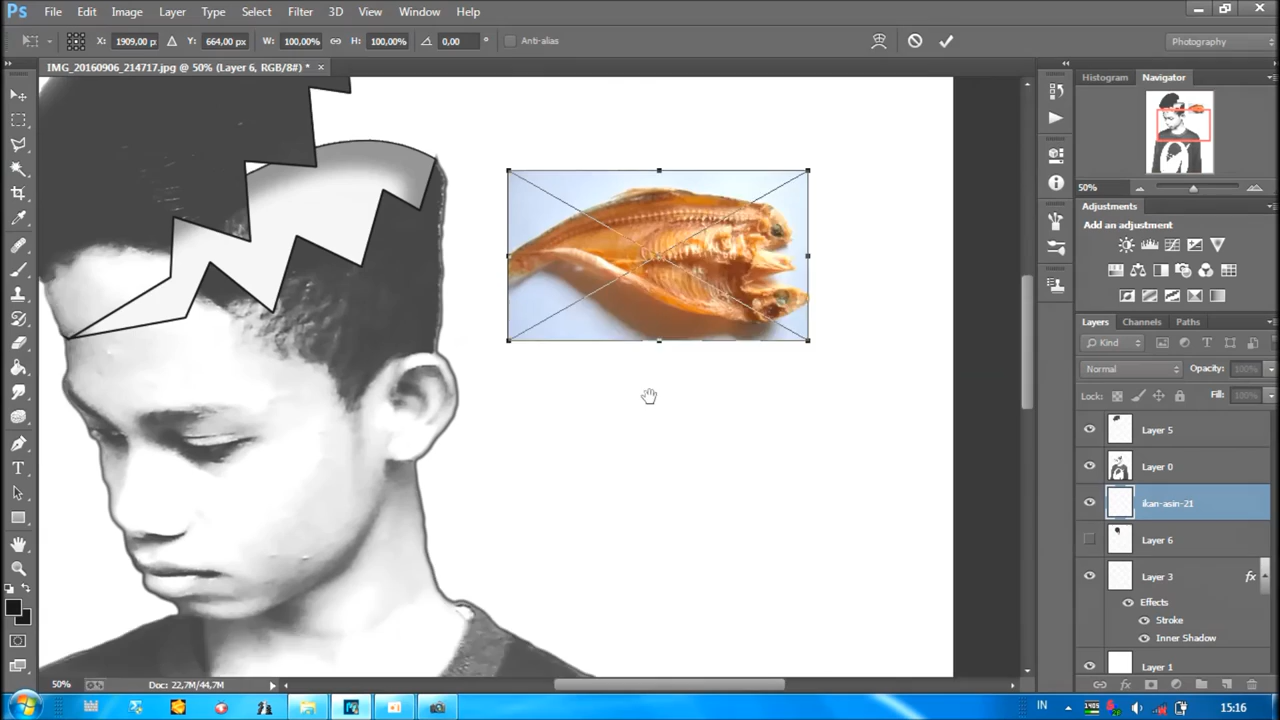 Ps File Edit Image Layer Type Select Filter 3D View Window Help
X: 1909,00 px Y: 664,00 px W: 100,00% H: 100,00% 0,00 ° Anti-alias Photography
IMG_20160906_214717.jpg @ 50% (Layer 6, RGB/8#) * ×
Histogram Navigator
50%
Adjustments
Add an adjustment
Layers Channels Paths
Kind
Normal Opacity: 100%
Lock: Fill: 100%
Layer 5
Layer 0
ikan-asin-21
Layer 6
Layer 3 fx
Effects
Stroke
Inner Shadow
Layer 1
50% Doc: 22,7M/44,7M
IN 15:16